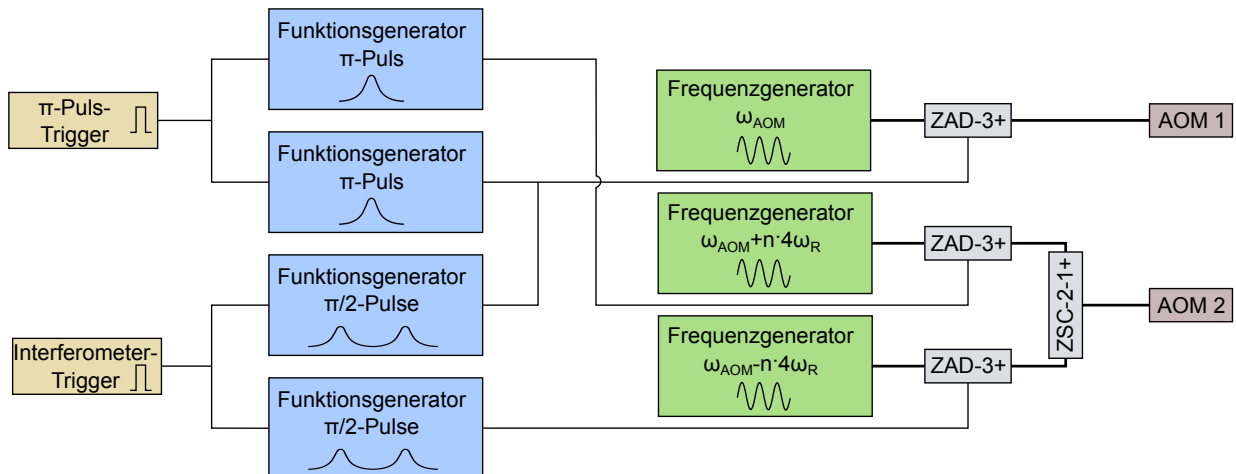 π-Puls-
Trigger
Funktionsgenerator
π-Puls
Funktionsgenerator
π-Puls
Interferometer-
Trigger
Funktionsgenerator
π/2-Pulse
Funktionsgenerator
π/2-Pulse
Frequenzgenerator
ω_AOM
ZAD-3+
AOM 1
Frequenzgenerator
ω_AOM+n·4ω_R
ZAD-3+
Frequenzgenerator
ω_AOM-n·4ω_R
ZAD-3+
ZSC-2-1+
AOM 2